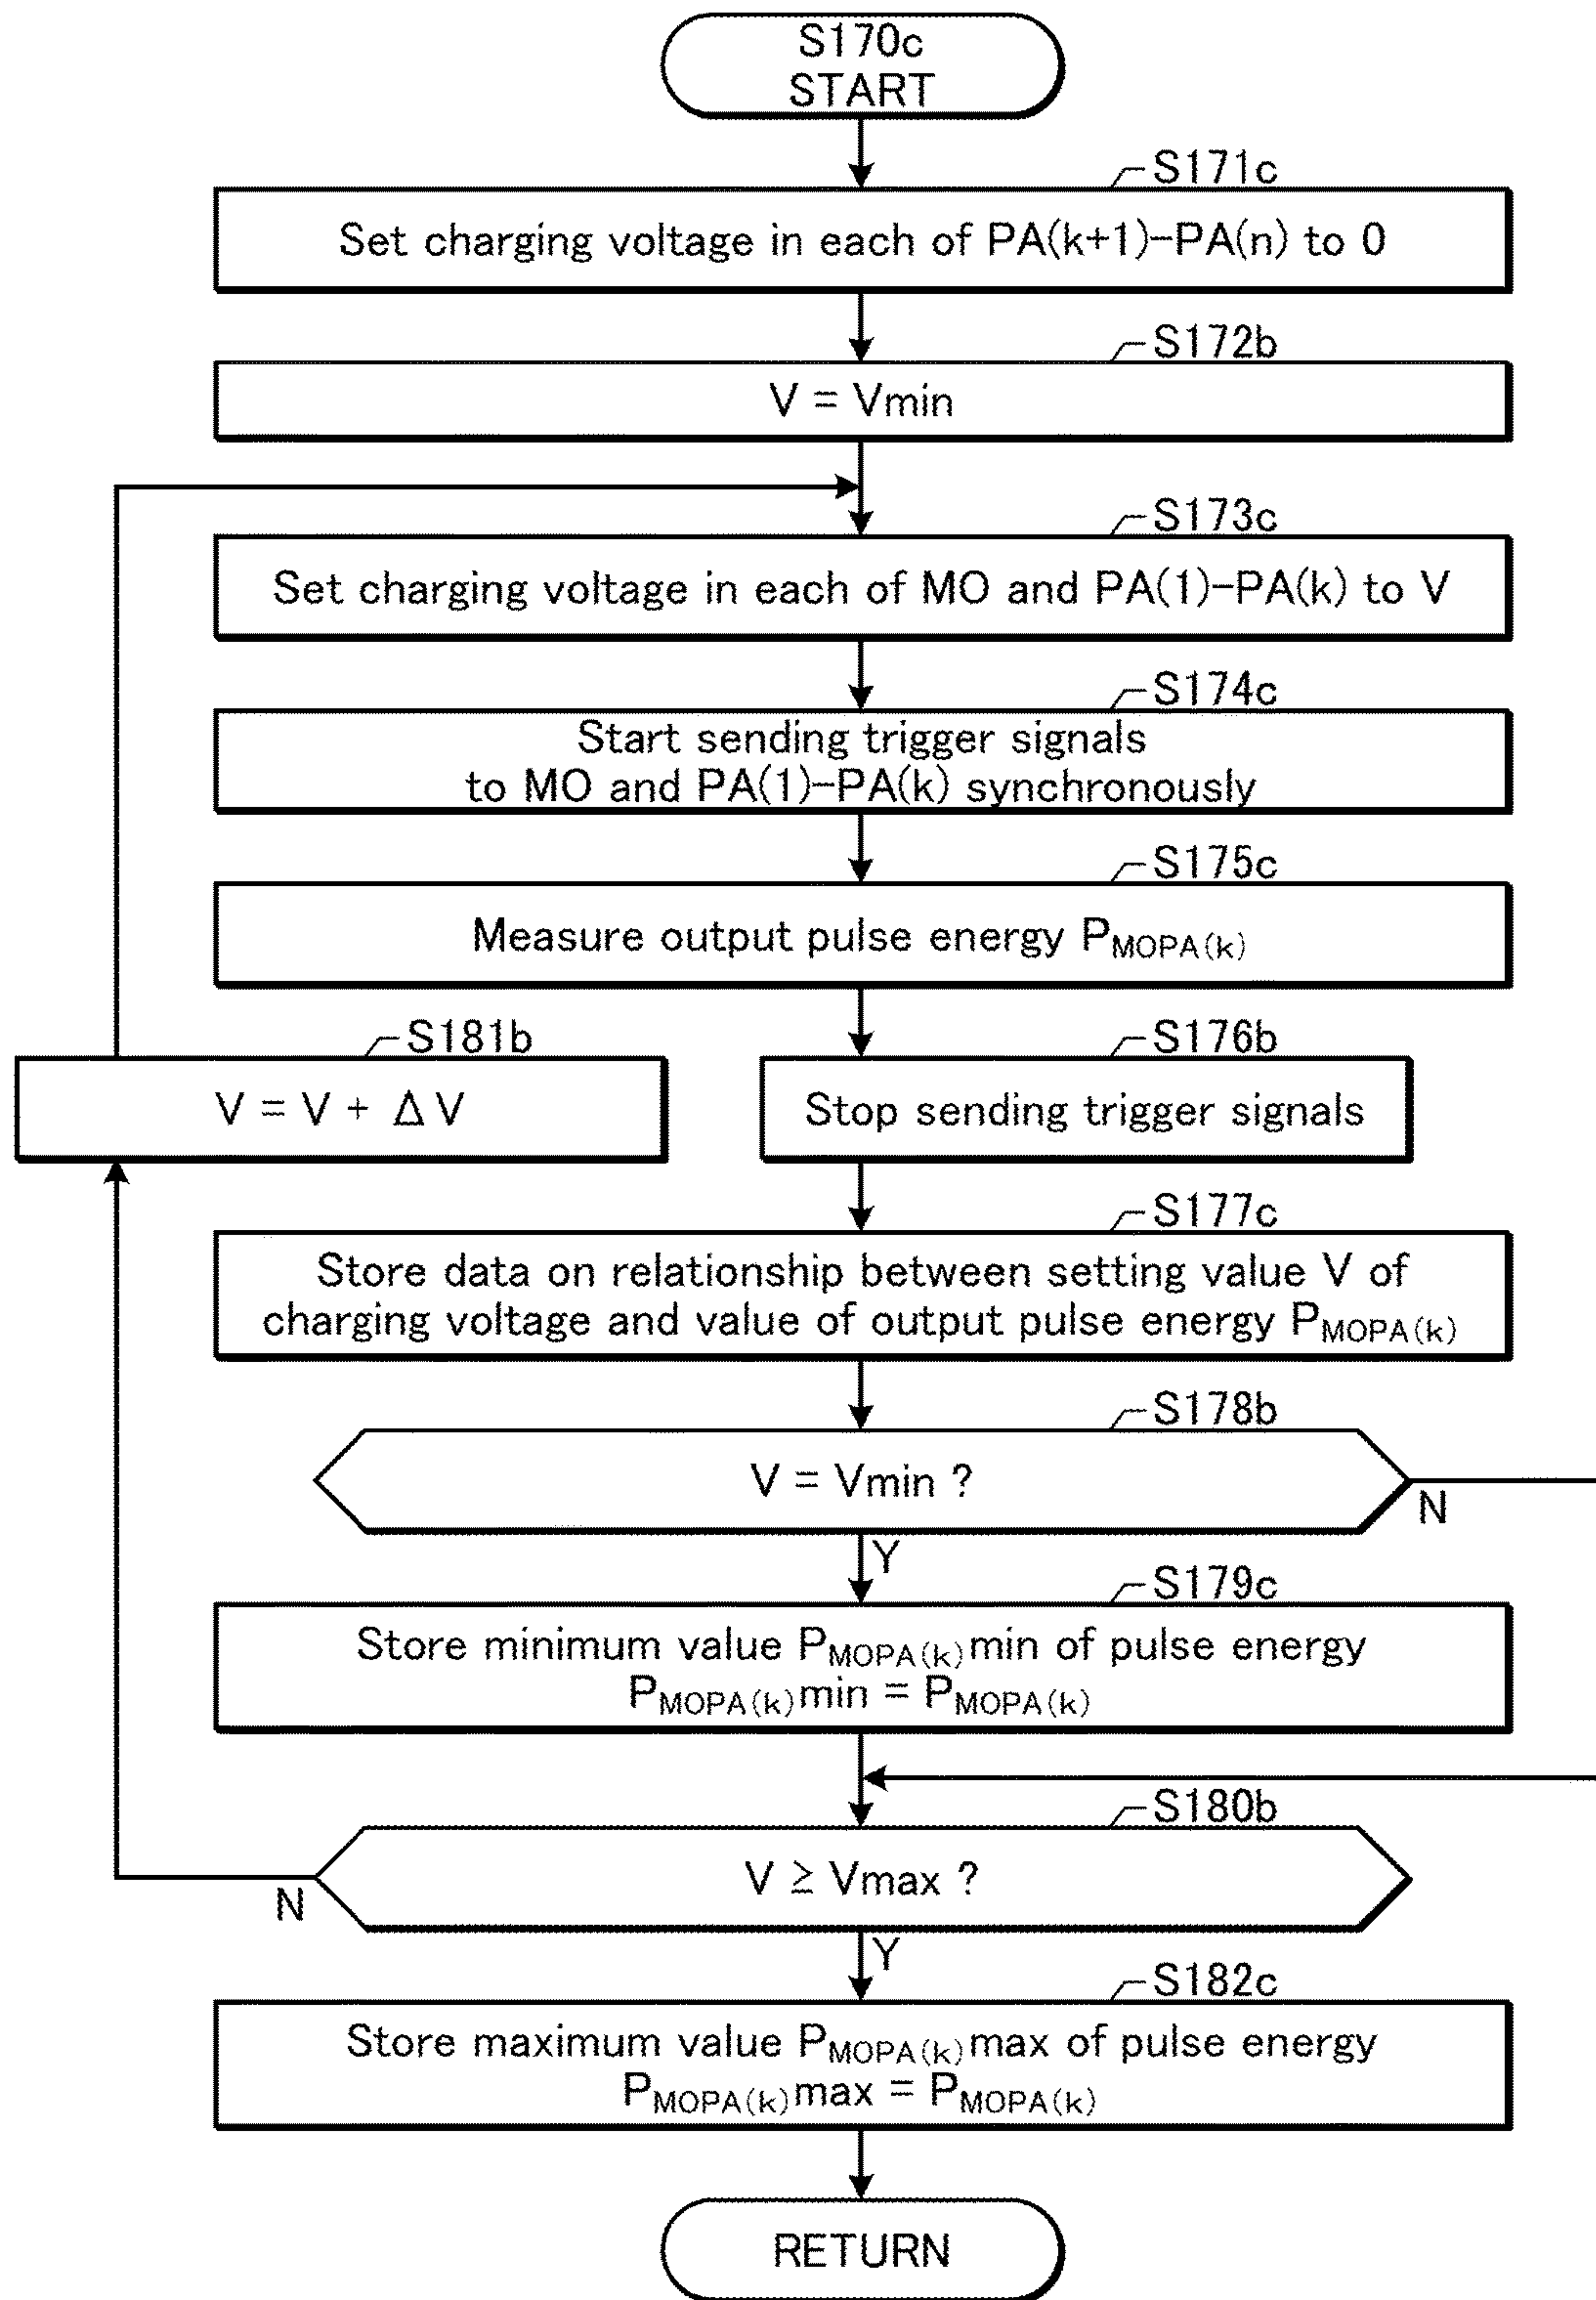 S170c
START
S171c
Set charging voltage in each of PA(k+1)-PA(n) to 0
S172b
V = Vmin
S173c
Set charging voltage in each of MO and PA(1)-PA(k) to V
S174c
Start sending trigger signals
to MO and PA(1)-PA(k) synchronously
S175c
Measure output pulse energy PMOPA(k)
S181b
V = V + ΔV
S176b
Stop sending trigger signals
S177c
Store data on relationship between setting value V of
charging voltage and value of output pulse energy PMOPA(k)
S178b
V = Vmin ?
N
Y
S179c
Store minimum value PMOPA(k)min of pulse energy
PMOPA(k)min = PMOPA(k)
S180b
V ≧ Vmax ?
N
Y
S182c
Store maximum value PMOPA(k)max of pulse energy
PMOPA(k)max = PMOPA(k)
RETURN